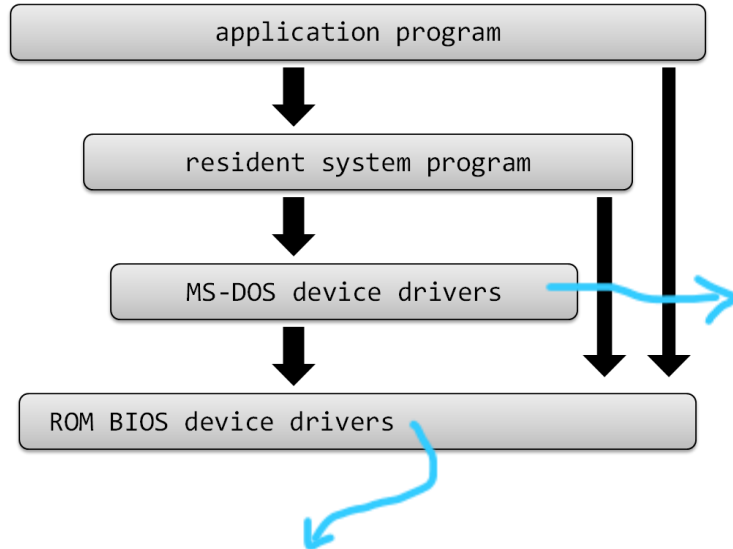 application program
resident system program
MS-DOS device drivers
ROM BIOS device drivers